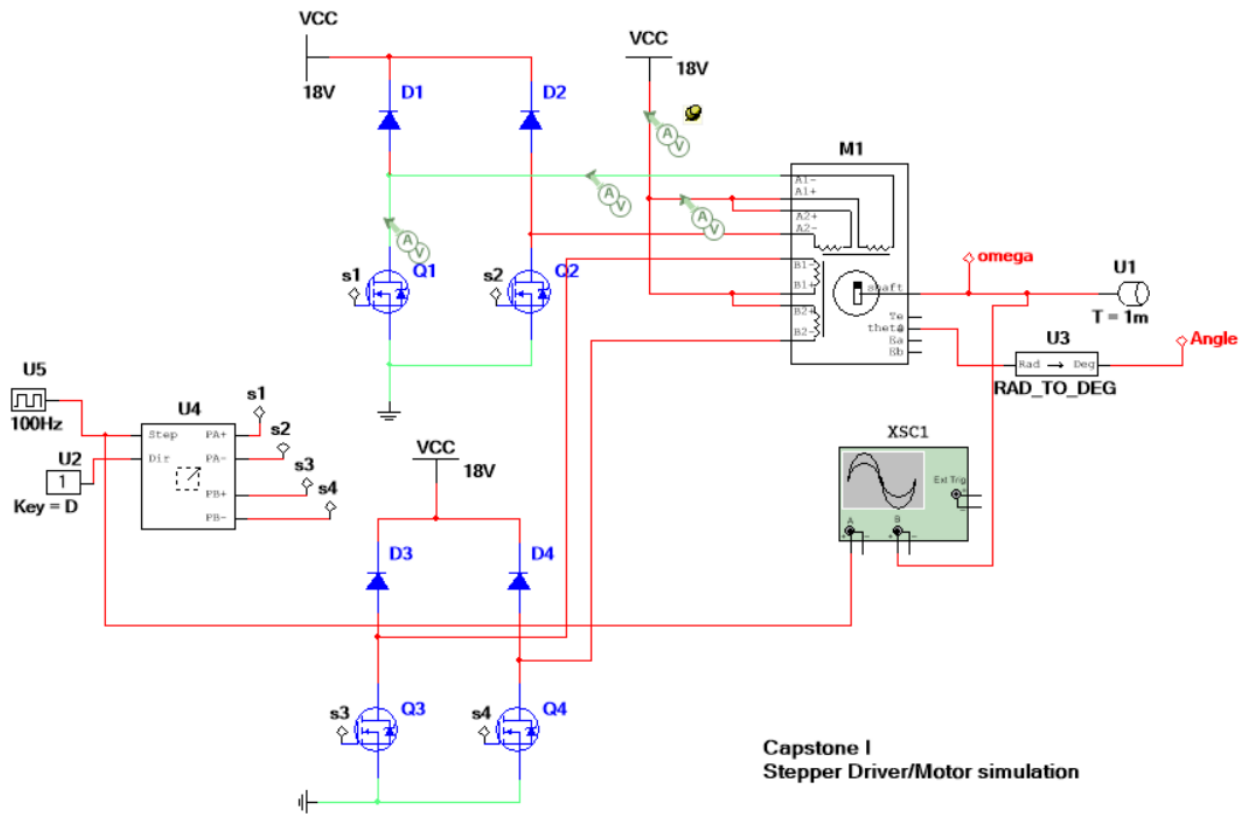 VCC
18V
D1
D2
VCC
18V
A
V
A
V
A
V
A
V
M1
A1-
A1+
A2+
A2-
B1-
B1+
B2+
B2-
shaft
Te
theta
Ea
Eb
omega
U1
T = 1m
U3
Rad → Deg
RAD_TO_DEG
Angle
s1
Q1
s2
Q2
U5
100Hz
U2
1
Key = D
U4
Step
Dir
PA+
PA-
PB+
PB-
s1
s2
s3
s4
VCC
18V
D3
D4
XSC1
Ext Trig
+
-
A
B
+
-
+
-
s3
Q3
s4
Q4
Capstone I
Stepper Driver/Motor simulation